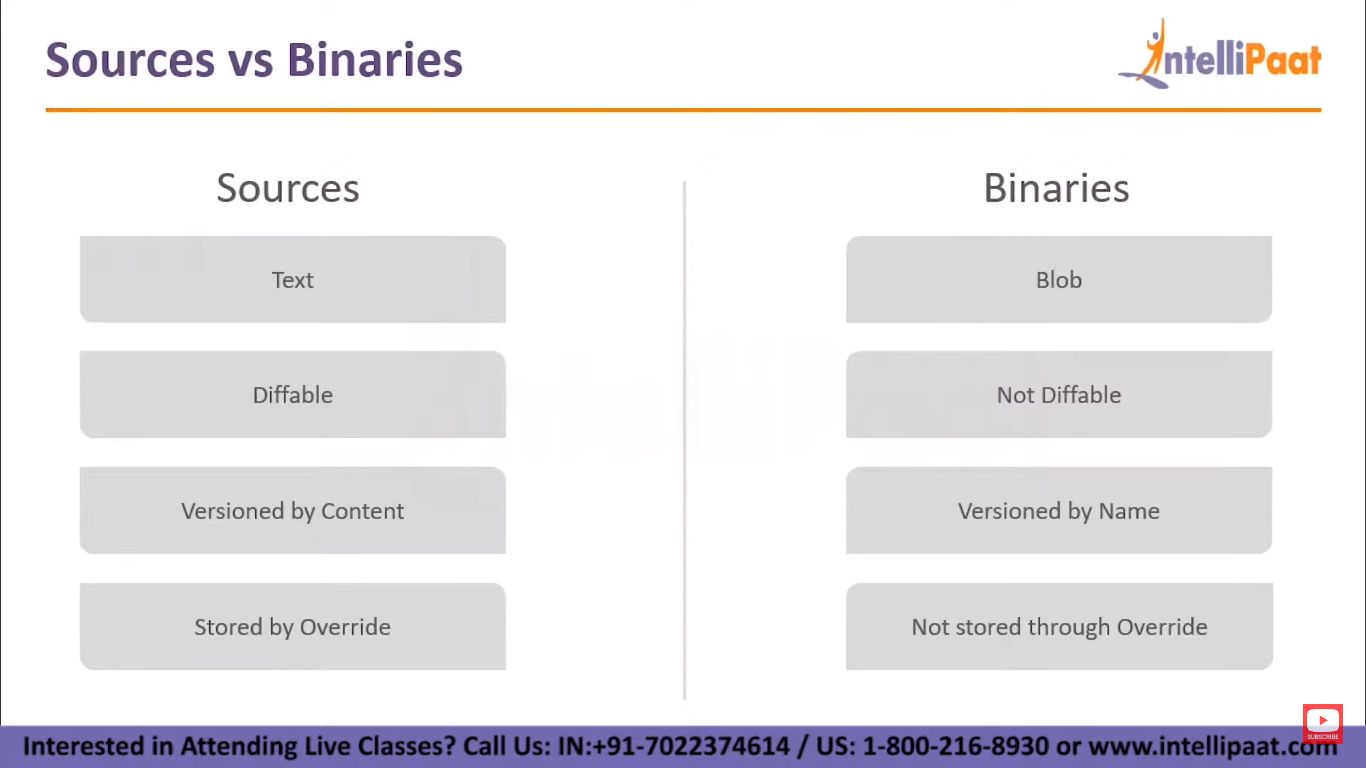 Sources vs Binaries
IntelliPaat
Sources
Binaries
Text
Blob
Diffable
Not Diffable
Versioned by Content
Versioned by Name
Stored by Override
Not stored through Override
SUBSCRIBE
Interested in Attending Live Classes? Call Us: IN:+91-7022374614 / US: 1-800-216-8930 or www.intellipaat.com